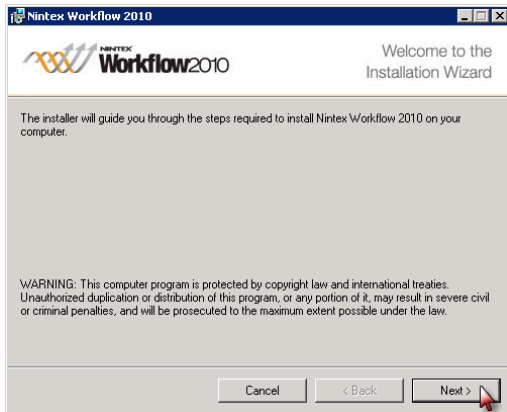 Nintex Workflow 2010
NINTEX
Workflow2010
Welcome to the
Installation Wizard
The installer will guide you through the steps required to install Nintex Workflow 2010 on your
computer.
WARNING: This computer program is protected by copyright law and international treaties.
Unauthorized duplication or distribution of this program, or any portion of it, may result in severe civil
or criminal penalties, and will be prosecuted to the maximum extent possible under the law.
Cancel < Back Next >